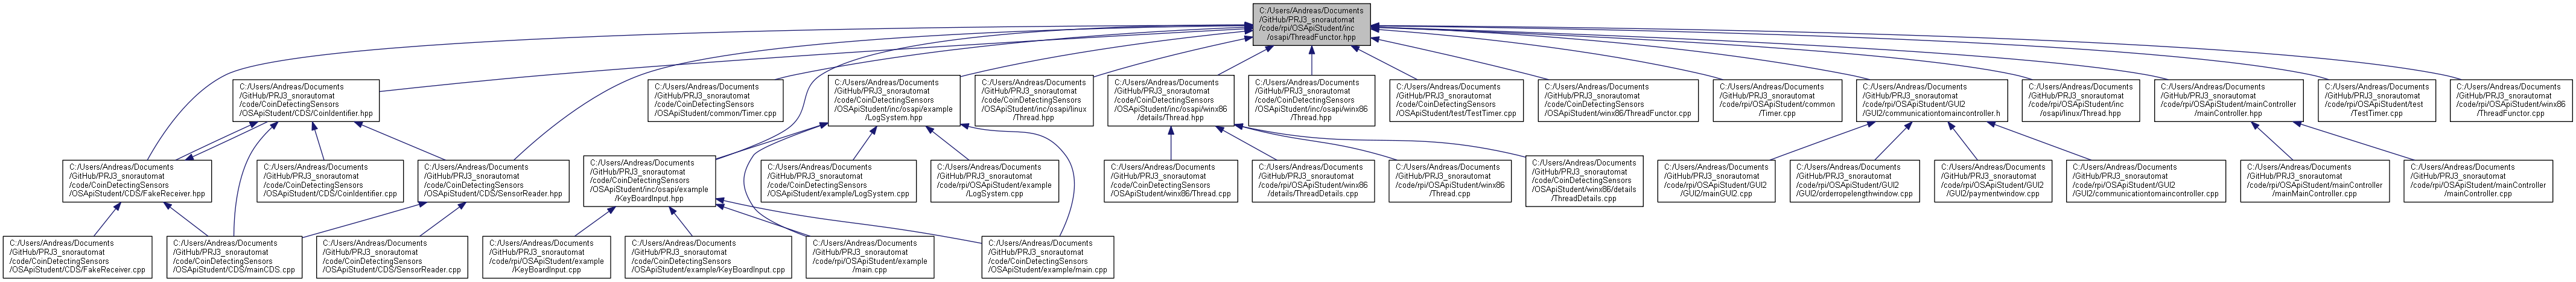 C:/Users/Andreas/Documents
/GitHub/PRJ3_snorautomat
/code/rpi/OSApiStudent/inc
/osapi/ThreadFunctor.hpp
C:/Users/Andreas/Documents
/GitHub/PRJ3_snorautomat
/code/CoinDetectingSensors
/OSApiStudent/CDS/CoinIdentifier.hpp
C:/Users/Andreas/Documents
/GitHub/PRJ3_snorautomat
/code/CoinDetectingSensors
/OSApiStudent/common/Timer.cpp
C:/Users/Andreas/Documents
/GitHub/PRJ3_snorautomat
/code/CoinDetectingSensors
/OSApiStudent/inc/osapi/example
/LogSystem.hpp
C:/Users/Andreas/Documents
/GitHub/PRJ3_snorautomat
/code/CoinDetectingSensors
/OSApiStudent/inc/osapi/linux
/Thread.hpp
C:/Users/Andreas/Documents
/GitHub/PRJ3_snorautomat
/code/CoinDetectingSensors
/OSApiStudent/inc/osapi/winx86
/details/Thread.hpp
C:/Users/Andreas/Documents
/GitHub/PRJ3_snorautomat
/code/CoinDetectingSensors
/OSApiStudent/inc/osapi/winx86
/Thread.hpp
C:/Users/Andreas/Documents
/GitHub/PRJ3_snorautomat
/code/CoinDetectingSensors
/OSApiStudent/test/TestTimer.cpp
C:/Users/Andreas/Documents
/GitHub/PRJ3_snorautomat
/code/CoinDetectingSensors
/OSApiStudent/winx86/ThreadFunctor.cpp
C:/Users/Andreas/Documents
/GitHub/PRJ3_snorautomat
/code/rpi/OSApiStudent/common
/Timer.cpp
C:/Users/Andreas/Documents
/GitHub/PRJ3_snorautomat
/code/rpi/OSApiStudent/GUI2
/GUI2/communicationtomaincontroller.h
C:/Users/Andreas/Documents
/GitHub/PRJ3_snorautomat
/code/rpi/OSApiStudent/inc
/osapi/linux/Thread.hpp
C:/Users/Andreas/Documents
/GitHub/PRJ3_snorautomat
/code/rpi/OSApiStudent/mainController
/mainController.hpp
C:/Users/Andreas/Documents
/GitHub/PRJ3_snorautomat
/code/rpi/OSApiStudent/test
/TestTimer.cpp
C:/Users/Andreas/Documents
/GitHub/PRJ3_snorautomat
/code/rpi/OSApiStudent/winx86
/ThreadFunctor.cpp
C:/Users/Andreas/Documents
/GitHub/PRJ3_snorautomat
/code/CoinDetectingSensors
/OSApiStudent/CDS/FakeReceiver.hpp
C:/Users/Andreas/Documents
/GitHub/PRJ3_snorautomat
/code/CoinDetectingSensors
/OSApiStudent/CDS/CoinIdentifier.cpp
C:/Users/Andreas/Documents
/GitHub/PRJ3_snorautomat
/code/CoinDetectingSensors
/OSApiStudent/CDS/SensorReader.hpp
C:/Users/Andreas/Documents
/GitHub/PRJ3_snorautomat
/code/CoinDetectingSensors
/OSApiStudent/inc/osapi/example
/KeyBoardInput.hpp
C:/Users/Andreas/Documents
/GitHub/PRJ3_snorautomat
/code/CoinDetectingSensors
/OSApiStudent/example/LogSystem.cpp
C:/Users/Andreas/Documents
/GitHub/PRJ3_snorautomat
/code/rpi/OSApiStudent/example
/LogSystem.cpp
C:/Users/Andreas/Documents
/GitHub/PRJ3_snorautomat
/code/CoinDetectingSensors
/OSApiStudent/winx86/Thread.cpp
C:/Users/Andreas/Documents
/GitHub/PRJ3_snorautomat
/code/rpi/OSApiStudent/winx86
/details/ThreadDetails.cpp
C:/Users/Andreas/Documents
/GitHub/PRJ3_snorautomat
/code/rpi/OSApiStudent/winx86
/Thread.cpp
C:/Users/Andreas/Documents
/GitHub/PRJ3_snorautomat
/code/CoinDetectingSensors
/OSApiStudent/winx86/details
/ThreadDetails.cpp
C:/Users/Andreas/Documents
/GitHub/PRJ3_snorautomat
/code/rpi/OSApiStudent/GUI2
/GUI2/mainGUI2.cpp
C:/Users/Andreas/Documents
/GitHub/PRJ3_snorautomat
/code/rpi/OSApiStudent/GUI2
/GUI2/orderropelengthwindow.cpp
C:/Users/Andreas/Documents
/GitHub/PRJ3_snorautomat
/code/rpi/OSApiStudent/GUI2
/GUI2/paymentwindow.cpp
C:/Users/Andreas/Documents
/GitHub/PRJ3_snorautomat
/code/rpi/OSApiStudent/GUI2
/GUI2/communicationtomaincontroller.cpp
C:/Users/Andreas/Documents
/GitHub/PRJ3_snorautomat
/code/rpi/OSApiStudent/mainController
/mainMainController.cpp
C:/Users/Andreas/Documents
/GitHub/PRJ3_snorautomat
/code/rpi/OSApiStudent/mainController
/mainController.cpp
C:/Users/Andreas/Documents
/GitHub/PRJ3_snorautomat
/code/CoinDetectingSensors
/OSApiStudent/CDS/FakeReceiver.cpp
C:/Users/Andreas/Documents
/GitHub/PRJ3_snorautomat
/code/CoinDetectingSensors
/OSApiStudent/CDS/mainCDS.cpp
C:/Users/Andreas/Documents
/GitHub/PRJ3_snorautomat
/code/CoinDetectingSensors
/OSApiStudent/CDS/SensorReader.cpp
C:/Users/Andreas/Documents
/GitHub/PRJ3_snorautomat
/code/rpi/OSApiStudent/example
/KeyBoardInput.cpp
C:/Users/Andreas/Documents
/GitHub/PRJ3_snorautomat
/code/CoinDetectingSensors
/OSApiStudent/example/KeyBoardInput.cpp
C:/Users/Andreas/Documents
/GitHub/PRJ3_snorautomat
/code/rpi/OSApiStudent/example
/main.cpp
C:/Users/Andreas/Documents
/GitHub/PRJ3_snorautomat
/code/CoinDetectingSensors
/OSApiStudent/example/main.cpp